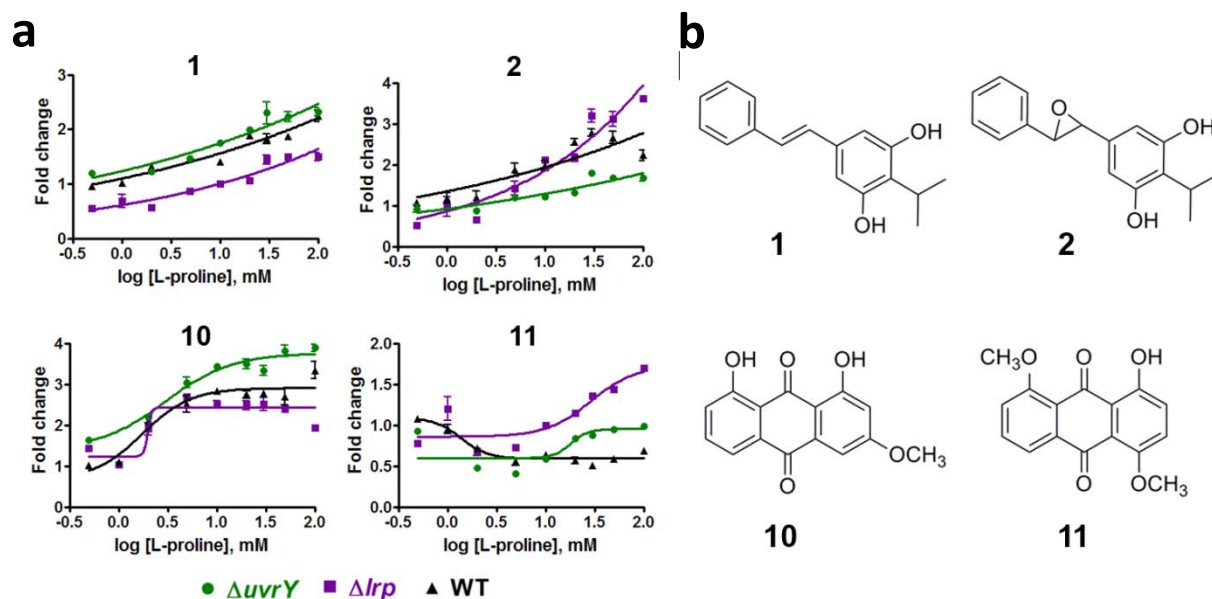 a
b
1
2
3
2
1
0
4
3
2
1
0
Fold change
Fold change
-0.5 0.0 0.5 1.0 1.5 2.0
-0.5 0.0 0.5 1.0 1.5 2.0
log [L-proline], mM
log [L-proline], mM
10
11
4
3
2
1
0
2.0
1.5
1.0
0.5
0.0
Fold change
Fold change
-0.5 0.0 0.5 1.0 1.5 2.0
-0.5 0.0 0.5 1.0 1.5 2.0
log [L-proline], mM
log [L-proline], mM
ΔuvrY Δlrp WT
OH
OH
1
O
OH
OH
2
OH O OH
OCH3
O
10
CH3O O OH
O OCH3
11